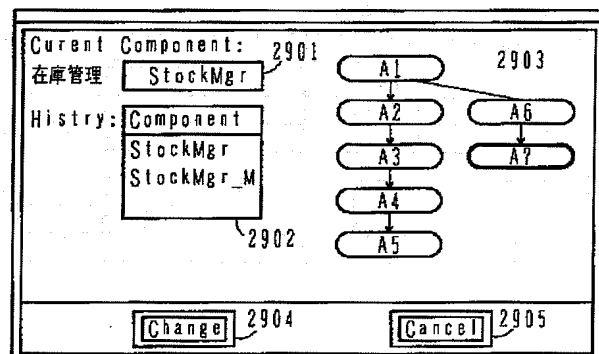 Curent Component:
2901
在庫管理
StockMgr
Histry:
Component
StockMgr
StockMgr_M
2902
2903
A1
A2
A6
A3
A7
A4
A5
Change
2904
Cancel
2905